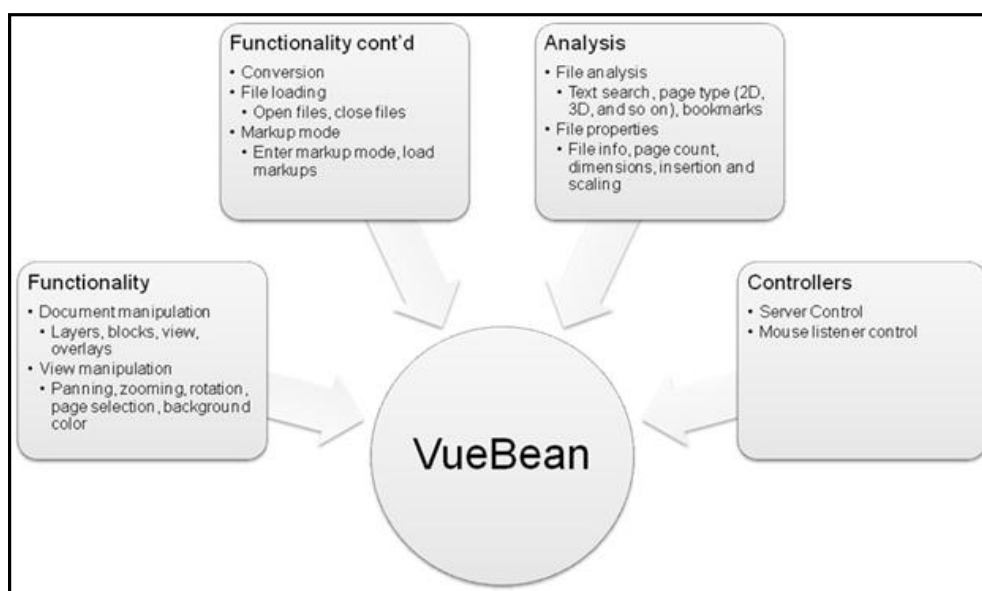 Functionality cont'd
• Conversion
• File loading
• Open files, close files
• Markup mode
• Enter markup mode, load
markups
Analysis
• File analysis
• Text search, page type (2D,
3D, and so on), bookmarks
• File properties
• File info, page count,
dimensions, insertion and
scaling
Functionality
• Document manipulation
• Layers, blocks, view,
overlays
• View manipulation
• Panning, zooming, rotation,
page selection, background
color
Controllers
• Server Control
• Mouse listener control
VueBean